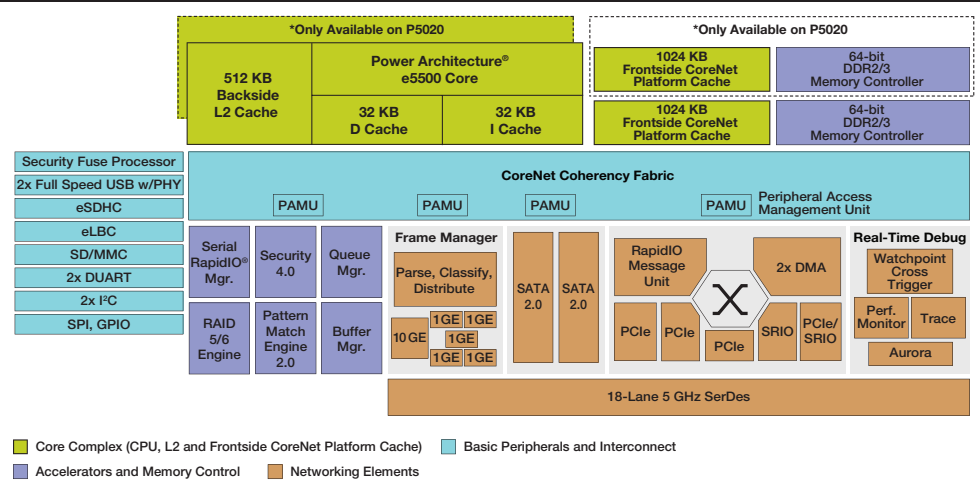 *Only Available on P5020
512 KB
Backside
L2 Cache
Power Architecture®
e5500 Core
32 KB
D Cache
32 KB
I Cache
*Only Available on P5020
1024 KB
Frontside CoreNet
Platform Cache
64-bit
DDR2/3
Memory Controller
1024 KB
Frontside CoreNet
Platform Cache
64-bit
DDR2/3
Memory Controller
Security Fuse Processor
2x Full Speed USB w/PHY
eSDHC
eLBC
SD/MMC
2x DUART
2x I²C
SPI, GPIO
CoreNet Coherency Fabric
PAMU
PAMU
PAMU
PAMU
Peripheral Access
Management Unit
Serial
RapidIO®
Mgr.
Security
4.0
Queue
Mgr.
RAID
5/6
Engine
Pattern
Match
Engine
2.0
Buffer
Mgr.
Frame Manager
Parse, Classify,
Distribute
10GE
1GE
1GE
1GE
1GE
1GE
SATA
2.0
SATA
2.0
RapidIO
Message
Unit
2x DMA
PCIe
PCIe
PCIe
SRIO
PCIe/
SRIO
Real-Time Debug
Watchpoint
Cross
Trigger
Perf.
Monitor
Trace
Aurora
18-Lane 5 GHz SerDes
Core Complex (CPU, L2 and Frontside CoreNet Platform Cache)
Basic Peripherals and Interconnect
Accelerators and Memory Control
Networking Elements